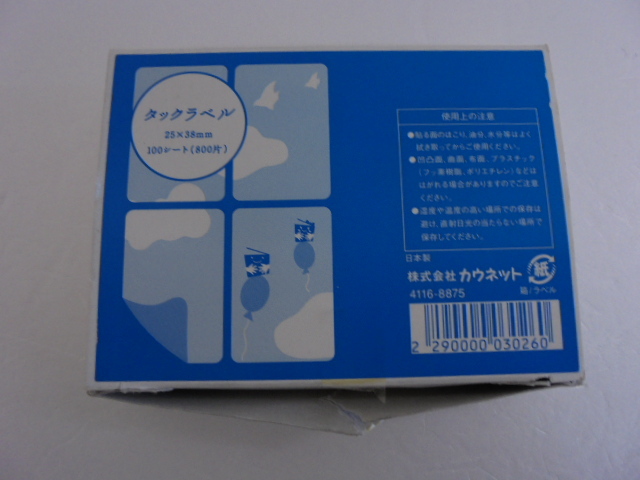 タックラベル
25×38mm
100シート(800片)
使用上の注意
●貼る面のほこり、油分、水分等はよく
拭き取ってからご使用ください。
●凹凸面、曲面、布面、プラスチック
(フッ素樹脂、ポリエチレン)などは
はがれる場合がありますのでご注意
ください。
●温度や湿度の高い場所での保存は
避け、直射日光の当たらない場所で
保存してください。
日本製
株式会社 カウネット
4116-8875
紙
箱/ラベル
2 290000 030260